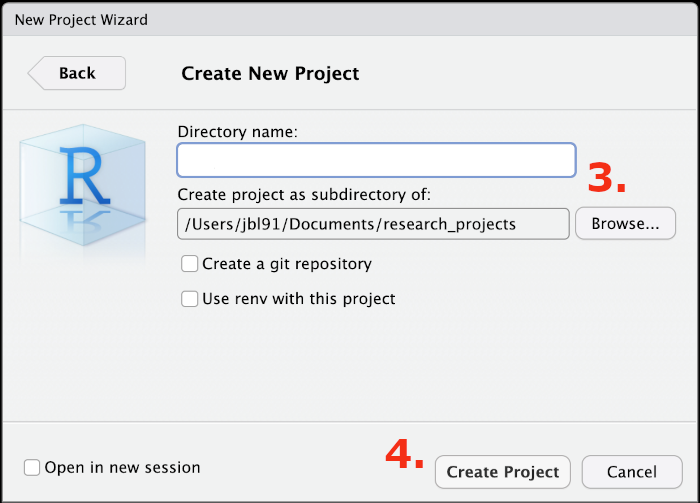 New Project Wizard
Back
Create New Project
R
Directory name:
3.
Create project as subdirectory of:
/Users/jbl91/Documents/research_projects
Browse...
Create a git repository
Use renv with this project
4.
Open in new session
Create Project
Cancel